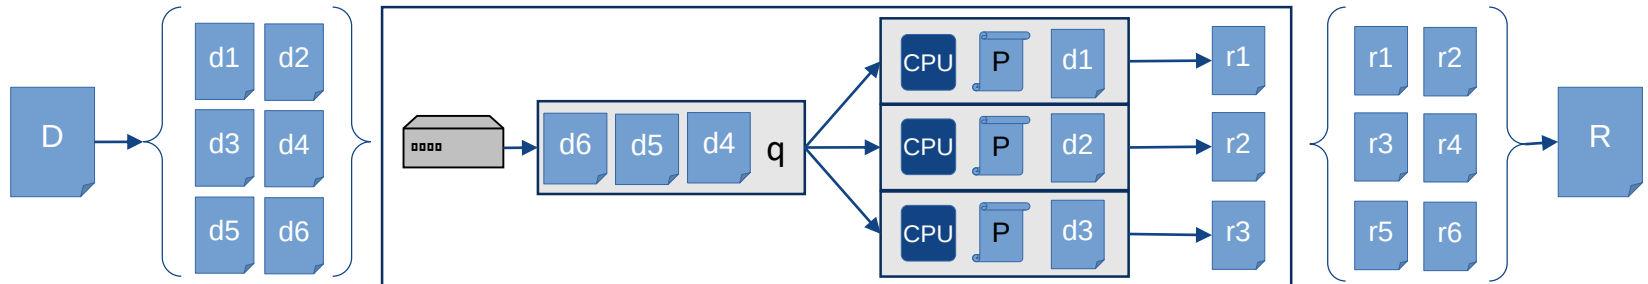 D
d1 d2
d3 d4
d5 d6
d6 d5 d4 q
CPU P d1
CPU P d2
CPU P d3
r1
r2
r3
r1 r2
r3 r4
r5 r6
R